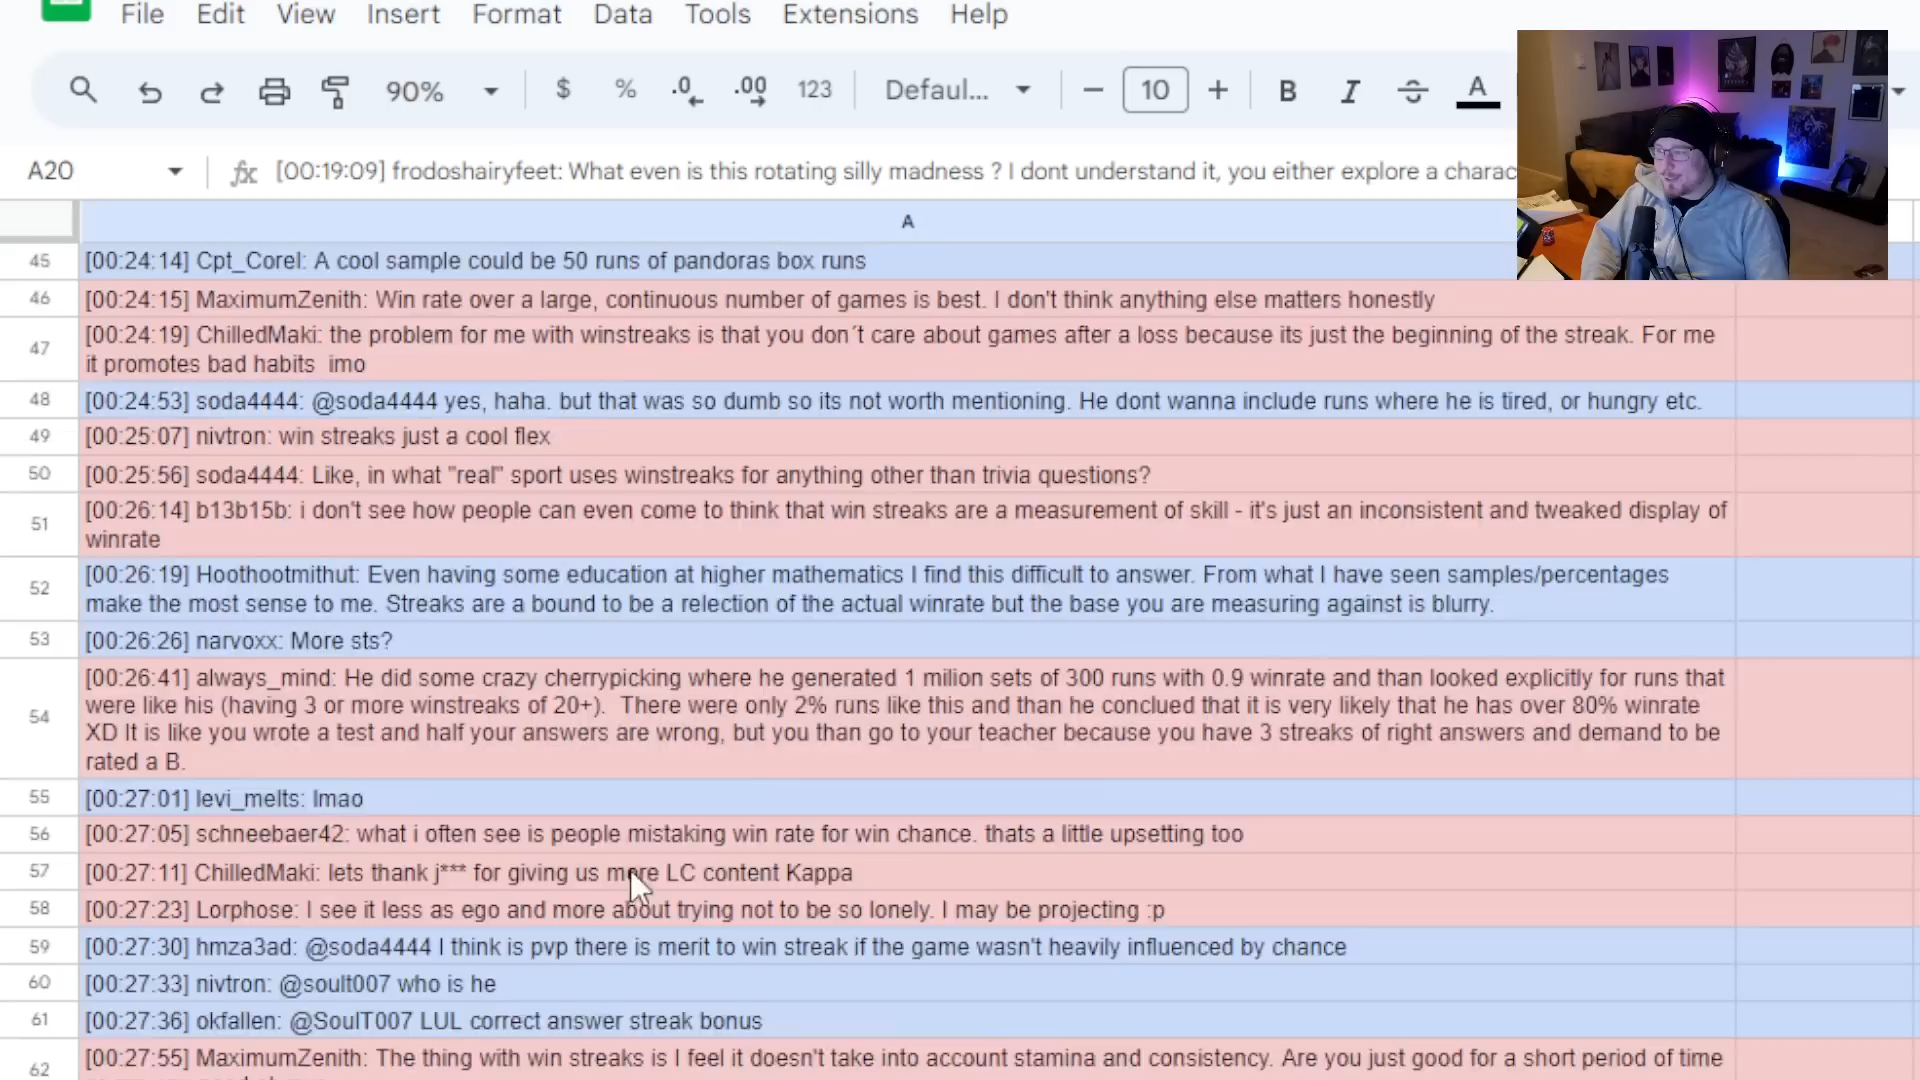 File Edit View Insert Format Data Tools Extensions Help
90% $ % .0 .00 123 Defaul... 10 B I A
A20 fx [00:19:09] frodoshairyfeet: What even is this rotating silly madness ? I dont understand it, you either explore a charac
A
45 [00:24:14] Cpt_Corel: A cool sample could be 50 runs of pandoras box runs
46 [00:24:15] MaximumZenith: Win rate over a large, continuous number of games is best. I don't think anything else matters honestly
47 [00:24:19] ChilledMaki: the problem for me with winstreaks is that you don´t care about games after a loss because its just the beginning of the streak. For me
it promotes bad habits imo
48 [00:24:53] soda4444: @soda4444 yes, haha. but that was so dumb so its not worth mentioning. He dont wanna include runs where he is tired, or hungry etc.
49 [00:25:07] nivtron: win streaks just a cool flex
50 [00:25:56] soda4444: Like, in what "real" sport uses winstreaks for anything other than trivia questions?
51 [00:26:14] b13b15b: i don't see how people can even come to think that win streaks are a measurement of skill - it's just an inconsistent and tweaked display of
winrate
52 [00:26:19] Hoothootmithut: Even having some education at higher mathematics I find this difficult to answer. From what I have seen samples/percentages
make the most sense to me. Streaks are a bound to be a relection of the actual winrate but the base you are measuring against is blurry.
53 [00:26:26] narvoxx: More sts?
54 [00:26:41] always_mind: He did some crazy cherrypicking where he generated 1 milion sets of 300 runs with 0.9 winrate and than looked explicitly for runs that
were like his (having 3 or more winstreaks of 20+). There were only 2% runs like this and than he concluded that it is very likely that he has over 80% winrate
XD It is like you wrote a test and half your answers are wrong, but you than go to your teacher because you have 3 streaks of right answers and demand to be
rated a B.
55 [00:27:01] levi_melts: lmao
56 [00:27:05] schneebaer42: what i often see is people mistaking win rate for win chance. thats a little upsetting too
57 [00:27:11] ChilledMaki: lets thank j*** for giving us more LC content Kappa
58 [00:27:23] Lorphose: I see it less as ego and more about trying not to be so lonely. I may be projecting :p
59 [00:27:30] hmza3ad: @soda4444 I think is pvp there is merit to win streak if the game wasn't heavily influenced by chance
60 [00:27:33] nivtron: @soult007 who is he
61 [00:27:36] okfallen: @SoulT007 LUL correct answer streak bonus
62 [00:27:55] MaximumZenith: The thing with win streaks is I feel it doesn't take into account stamina and consistency. Are you just good for a short period of time